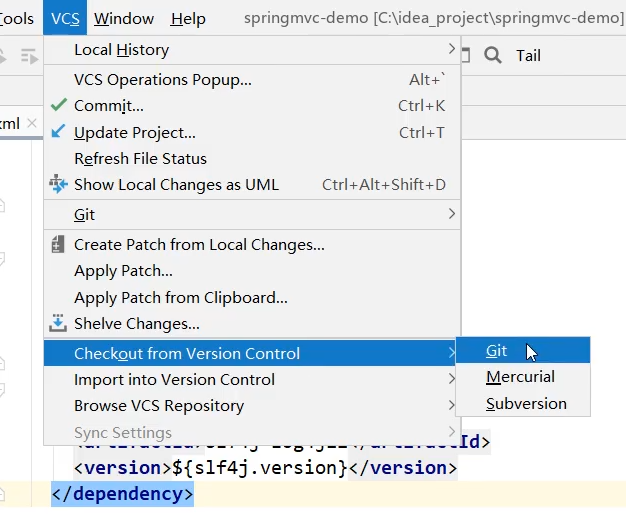 Tools VCS Window Help springmvc-demo [C:\idea_project\springmvc-demo]
Local History
Tail
VCS Operations Popup... Alt+`
Commit... Ctrl+K
xml
Update Project... Ctrl+T
Refresh File Status
Show Local Changes as UML Ctrl+Alt+Shift+D
Git
Create Patch from Local Changes...
Apply Patch...
Apply Patch from Clipboard...
Shelve Changes...
Checkout from Version Control
Git
Import into Version Control
Mercurial
Browse VCS Repository
Subversion
Sync Settings
<version>${slf4j.version}</version>
</dependency>